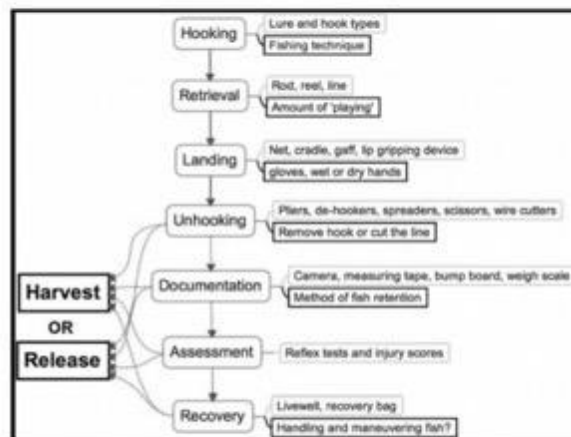 Hooking
Lure and hook types
Fishing technique
Retrieval
Rod, reel, line
Amount of 'playing'
Landing
Net, cradle, gaff, lip gripping device
gloves, wet or dry hands
Unhooking
Pliers, de-hookers, spreaders, scissors, wire cutters
Remove hook or cut the line
Harvest
OR
Release
Documentation
Camera, measuring tape, bump board, weigh scale
Method of fish retention
Assessment
Reflex tests and injury scores
Recovery
Livewell, recovery bag
Handling and maneuvering fish?